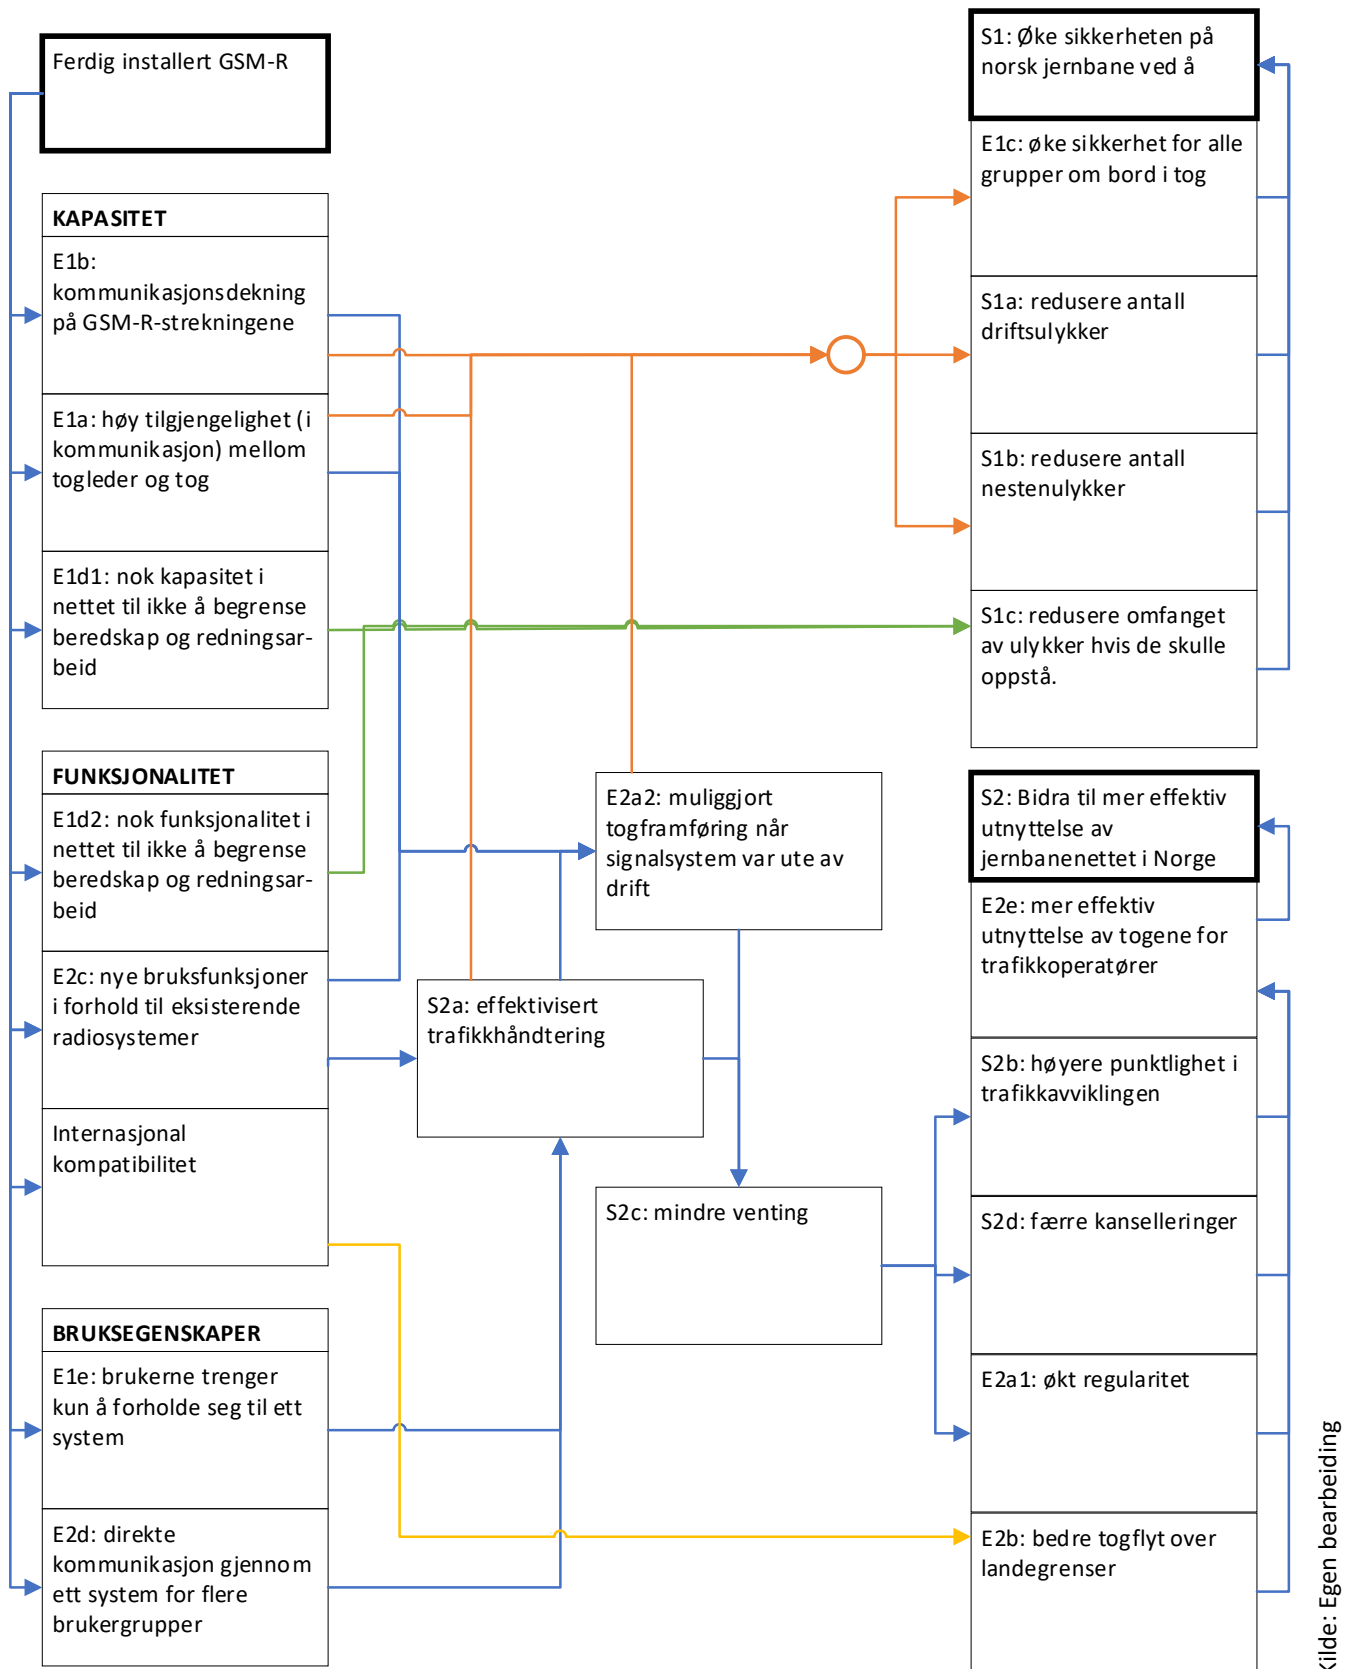 Ferdig installert GSM-R
KAPASITET
E1b:
kommunikasjonsdekning
på GSM-R-strekningene
E1a: høy tilgjengelighet (i
kommunikasjon) mellom
togleder og tog
E1d1: nok kapasitet i
nettet til ikke å begrense
beredskap og redningsar-
beid
FUNKSJONALITET
E1d2: nok funksjonalitet i
nettet til ikke å begrense
beredskap og redningsar-
beid
E2c: nye bruksfunksjoner
i forhold til eksisterende
radiosystemer
Internasjonal
kompatibilitet
BRUKSEGENSKAPER
E1e: brukerne trenger
kun å forholde seg til ett
system
E2d: direkte
kommunikasjon gjennom
ett system for flere
brukergrupper
S2a: effektivisert
trafikkhåndtering
E2a2: muliggjort
togframføring når
signalsystem var ute av
drift
S2c: mindre venting
S1: Øke sikkerheten på
norsk jernbane ved å
E1c: øke sikkerhet for alle
grupper om bord i tog
S1a: redusere antall
driftsulykker
S1b: redusere antall
nestenulykker
S1c: redusere omfanget
av ulykker hvis de skulle
oppstå.
S2: Bidra til mer effektiv
utnyttelse av
jernbanenettet i Norge
E2e: mer effektiv
utnyttelse av togene for
trafikkoperatører
S2b: høyere punktlighet i
trafikkavviklingen
S2d: færre kanselleringer
E2a1: økt regularitet
E2b: bedre togflyt over
landegrenser
Kilde: Egen bearbeiding